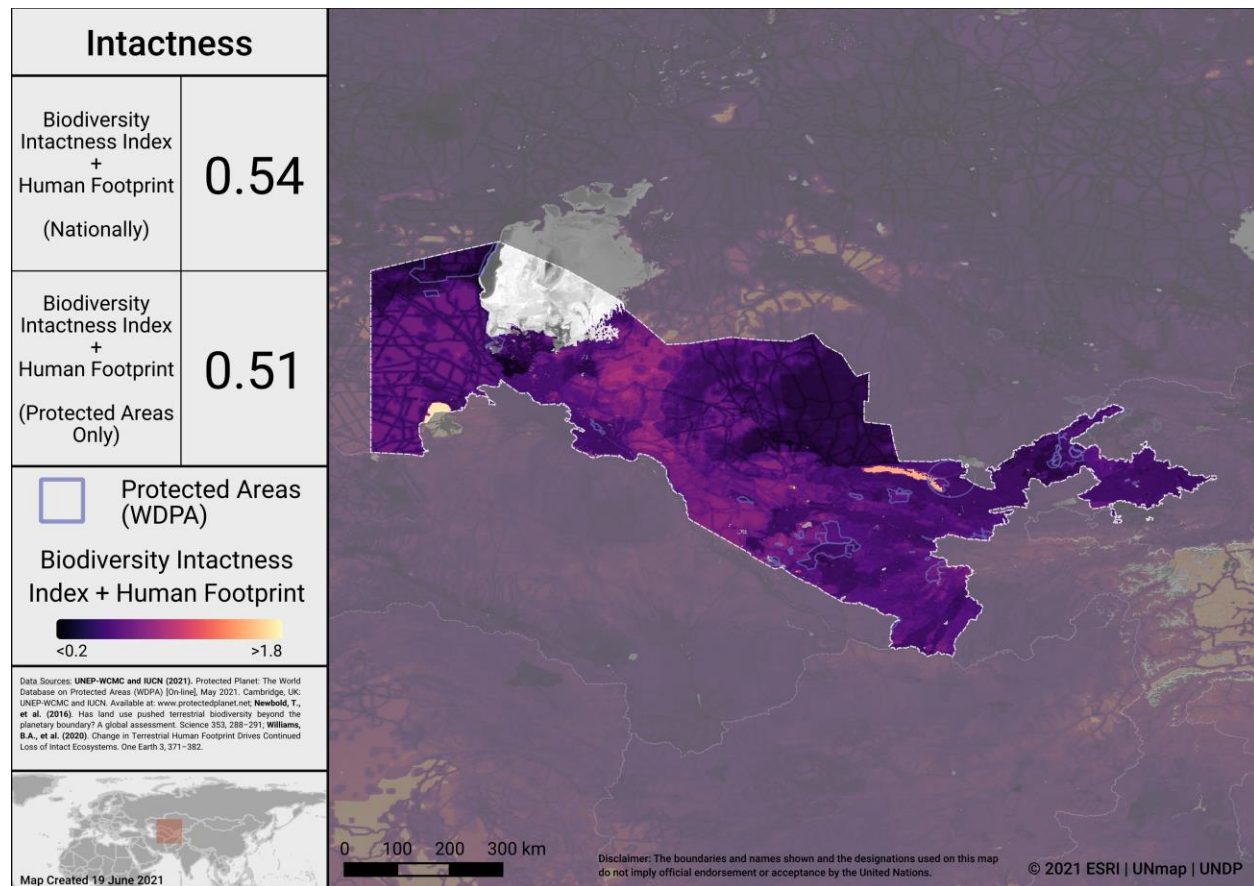 Intactness
Biodiversity
Intactness Index
+
Human Footprint
(Nationally)
0.54
Biodiversity
Intactness Index
+
Human Footprint
(Protected Areas
Only)
0.51
Protected Areas
(WDPA)
Biodiversity Intactness
Index + Human Footprint
<0.2 >1.8
Data Sources: UNEP-WCMC and IUCN (2021). Protected Planet: The World
Database on Protected Areas (WDPA) [On-line], May 2021. Cambridge, UK:
UNEP-WCMC and IUCN. Available at: www.protectedplanet.net; Newbold, T.,
et al. (2016). Has land use pushed terrestrial biodiversity beyond the
planetary boundary? A global assessment. Science 353, 288–291; Williams,
B.A., et al. (2020). Change in Terrestrial Human Footprint Drives Continued
Loss of Intact Ecosystems. One Earth 3, 371–382.
Map Created 19 June 2021
0 100 200 300 km
Disclaimer: The boundaries and names shown and the designations used on this map
do not imply official endorsement or acceptance by the United Nations.
© 2021 ESRI | UNmap | UNDP